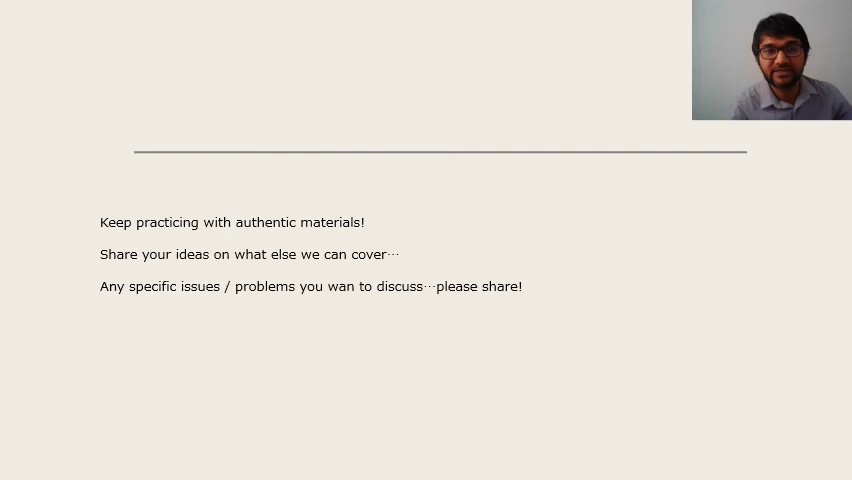 Keep practicing with authentic materials!
Share your ideas on what else we can cover…
Any specific issues / problems you wan to discuss…please share!